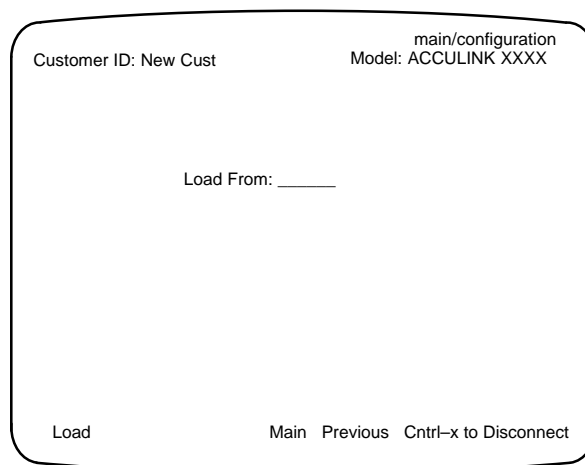 main/configuration
Customer ID: New Cust Model: ACCULINK XXXX
Load From: ______
Load Main Previous Cntrl–x to Disconnect